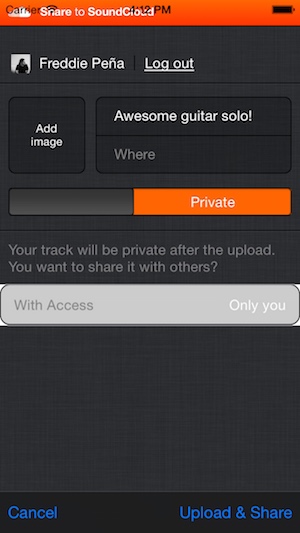 Carrier 4:12 PM
Share to SoundCloud
Freddie Peña Log out
Add
image
Awesome guitar solo!
Where
Private
Your track will be private after the upload.
You want to share it with others?
With Access Only you
Cancel Upload & Share